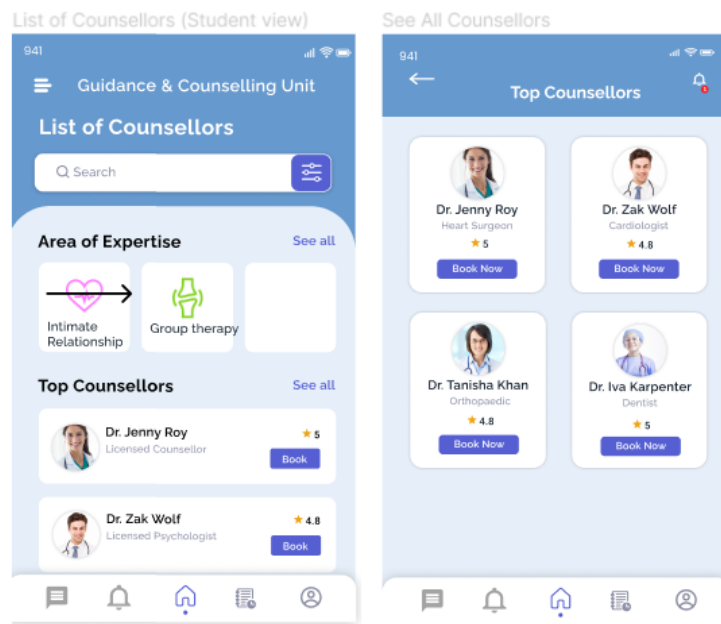 List of Counsellors (Student view)
941
Guidance & Counselling Unit
List of Counsellors
Search
Area of Expertise
See all
Intimate
Relationship
Group therapy
Top Counsellors
See all
Dr. Jenny Roy
Licensed Counsellor
5
Book
Dr. Zak Wolf
Licensed Psychologist
4.8
Book
See All Counsellors
941
Top Counsellors
Dr. Jenny Roy
Heart Surgeon
5
Book Now
Dr. Zak Wolf
Cardiologist
4.8
Book Now
Dr. Tanisha Khan
Orthopaedic
4.8
Book Now
Dr. Iva Karpenter
Dentist
5
Book Now